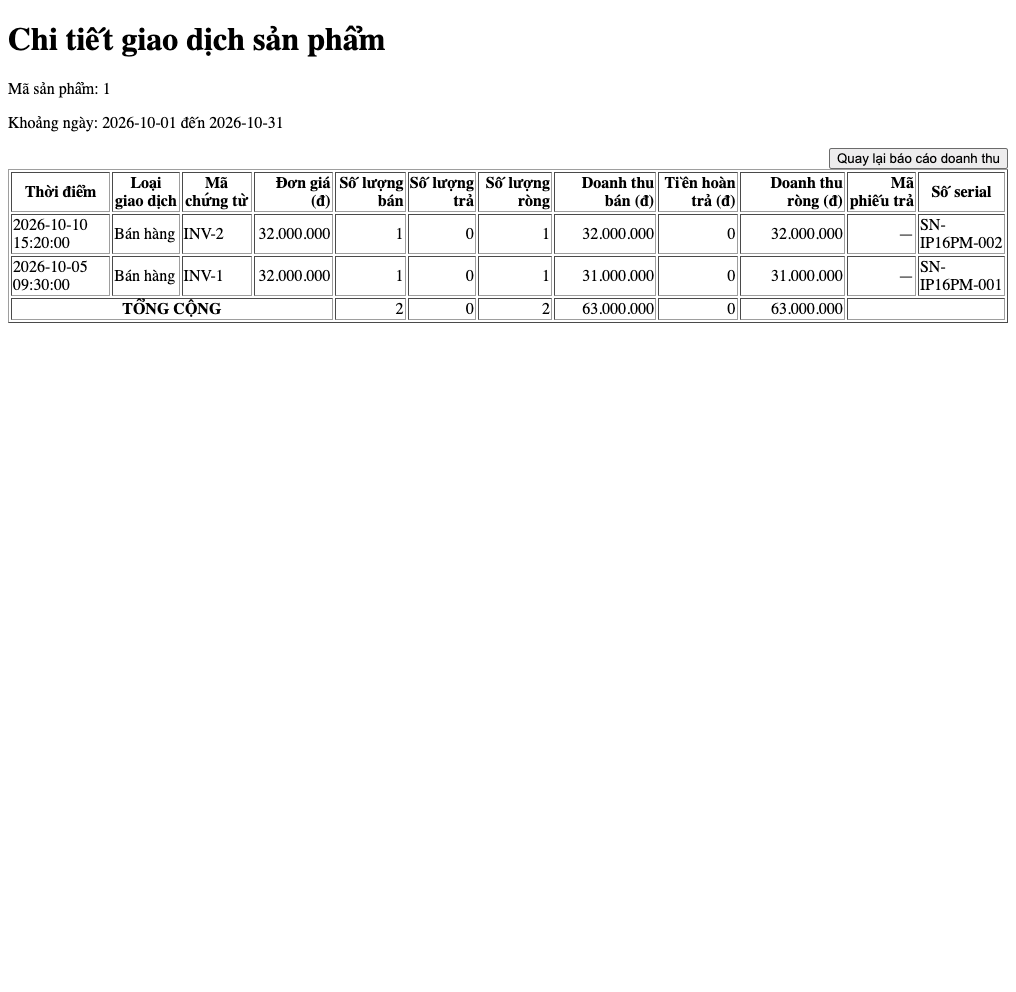 Chi tiết giao dịch sản phẩm
Mã sản phẩm: 1
Khoảng ngày: 2026-10-01 đến 2026-10-31
Quay lại báo cáo doanh thu
Thời điểm Loại giao dịch Mã chứng từ Đơn giá (đ) Số lượng bán Số lượng trả Số lượng ròng Doanh thu bán (đ) Tiền hoàn trả (đ) Doanh thu ròng (đ) Mã phiếu trả Số serial
2026-10-10 15:20:00 Bán hàng INV-2 32.000.000 1 0 1 32.000.000 0 32.000.000 — SN-IP16PM-002
2026-10-05 09:30:00 Bán hàng INV-1 32.000.000 1 0 1 31.000.000 0 31.000.000 — SN-IP16PM-001
TỔNG CỘNG 2 0 2 63.000.000 0 63.000.000